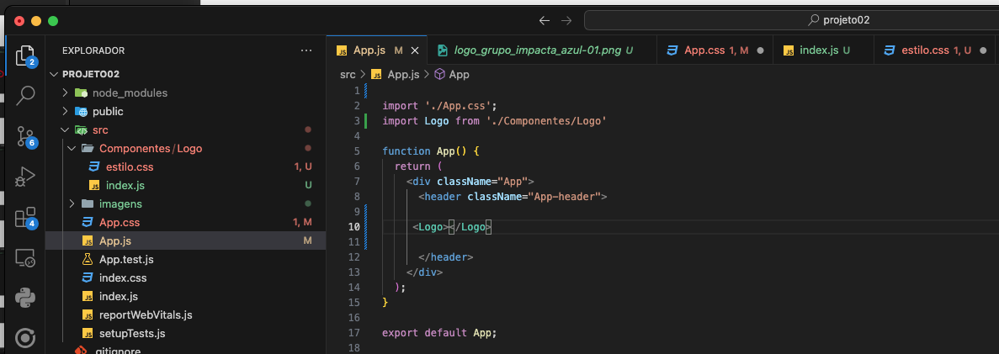 projeto02
EXPLORADOR
PROJETO02
node_modules
public
src
Componentes / Logo
estilo.css 1, U
index.js U
imagens
App.css 1, M
App.js M
App.test.js
index.css
index.js
reportWebVitals.js
setupTests.js
.gitignore
2
6
4
App.js M
logo_grupo_impacta_azul-01.png U
App.css 1, M
index.js U
estilo.css 1, U
src > App.js > App
1
2 import './App.css';
3 import Logo from './Componentes/Logo'
4
5 function App() {
6 return (
7 <div className="App">
8 <header className="App-header">
9
10 <Logo></Logo>
11
12 </header>
13 </div>
14 );
15 }
16
17 export default App;
18